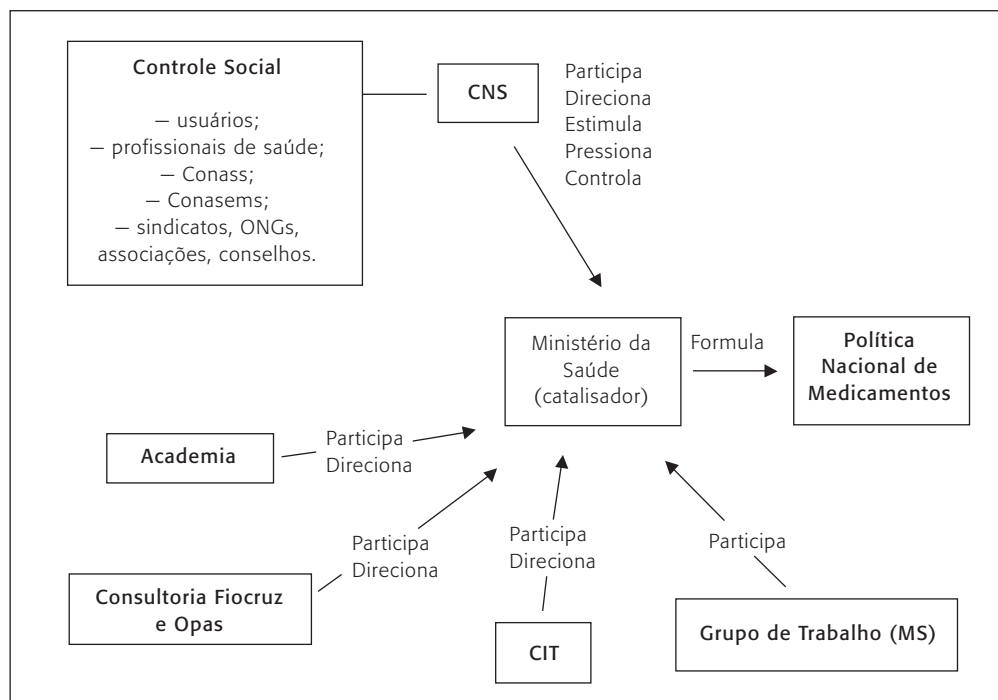 Controle Social
— usuários;
— profissionais de saúde;
— Conass;
— Conasems;
— sindicatos, ONGs,
associações, conselhos.
CNS
Participa
Direciona
Estimula
Pressiona
Controla
Ministério da
Saúde
(catalisador)
Formula
Política
Nacional de
Medicamentos
Academia
Participa
Direciona
Consultoria Fiocruz
e Opas
Participa
Direciona
Participa
Direciona
CIT
Participa
Grupo de Trabalho (MS)